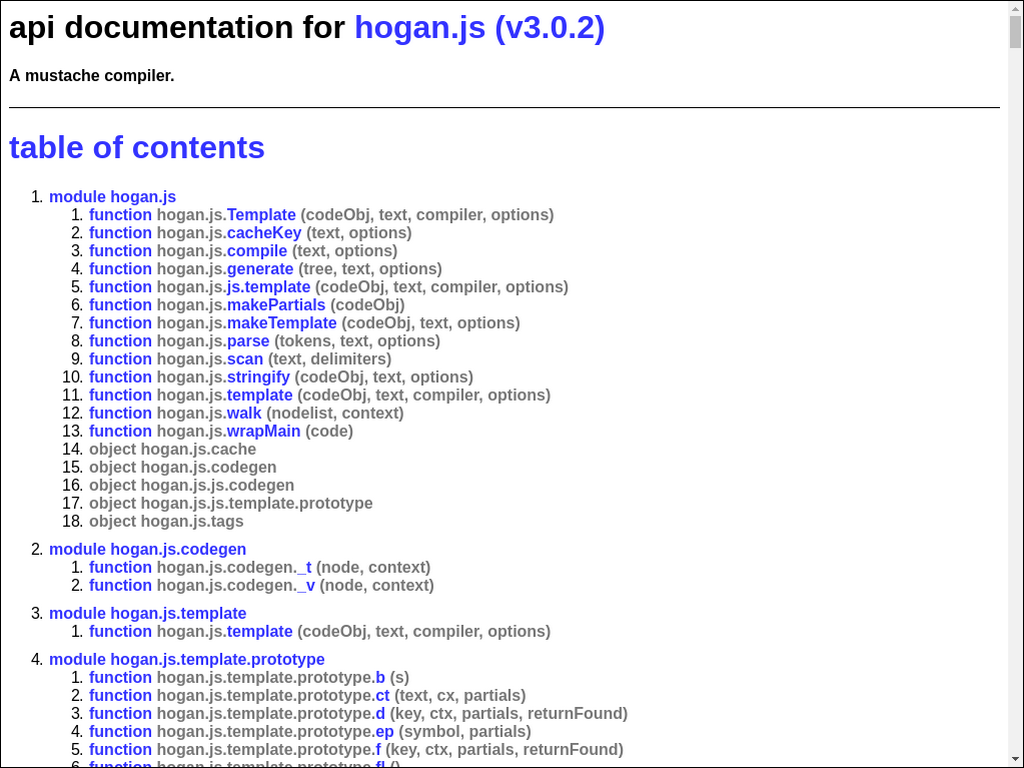 api documentation for hogan.js (v3.0.2)
A mustache compiler.
table of contents
1. module hogan.js
1. function hogan.js.Template (codeObj, text, compiler, options)
2. function hogan.js.cacheKey (text, options)
3. function hogan.js.compile (text, options)
4. function hogan.js.generate (tree, text, options)
5. function hogan.js.js.template (codeObj, text, compiler, options)
6. function hogan.js.makePartials (codeObj)
7. function hogan.js.makeTemplate (codeObj, text, options)
8. function hogan.js.parse (tokens, text, options)
9. function hogan.js.scan (text, delimiters)
10. function hogan.js.stringify (codeObj, text, options)
11. function hogan.js.template (codeObj, text, compiler, options)
12. function hogan.js.walk (nodelist, context)
13. function hogan.js.wrapMain (code)
14. object hogan.js.cache
15. object hogan.js.codegen
16. object hogan.js.js.codegen
17. object hogan.js.js.template.prototype
18. object hogan.js.tags
2. module hogan.js.codegen
1. function hogan.js.codegen._t (node, context)
2. function hogan.js.codegen._v (node, context)
3. module hogan.js.template
1. function hogan.js.template (codeObj, text, compiler, options)
4. module hogan.js.template.prototype
1. function hogan.js.template.prototype.b (s)
2. function hogan.js.template.prototype.ct (text, cx, partials)
3. function hogan.js.template.prototype.d (key, ctx, partials, returnFound)
4. function hogan.js.template.prototype.ep (symbol, partials)
5. function hogan.js.template.prototype.f (key, ctx, partials, returnFound)
6. function hogan.js.template.prototype.fl ()